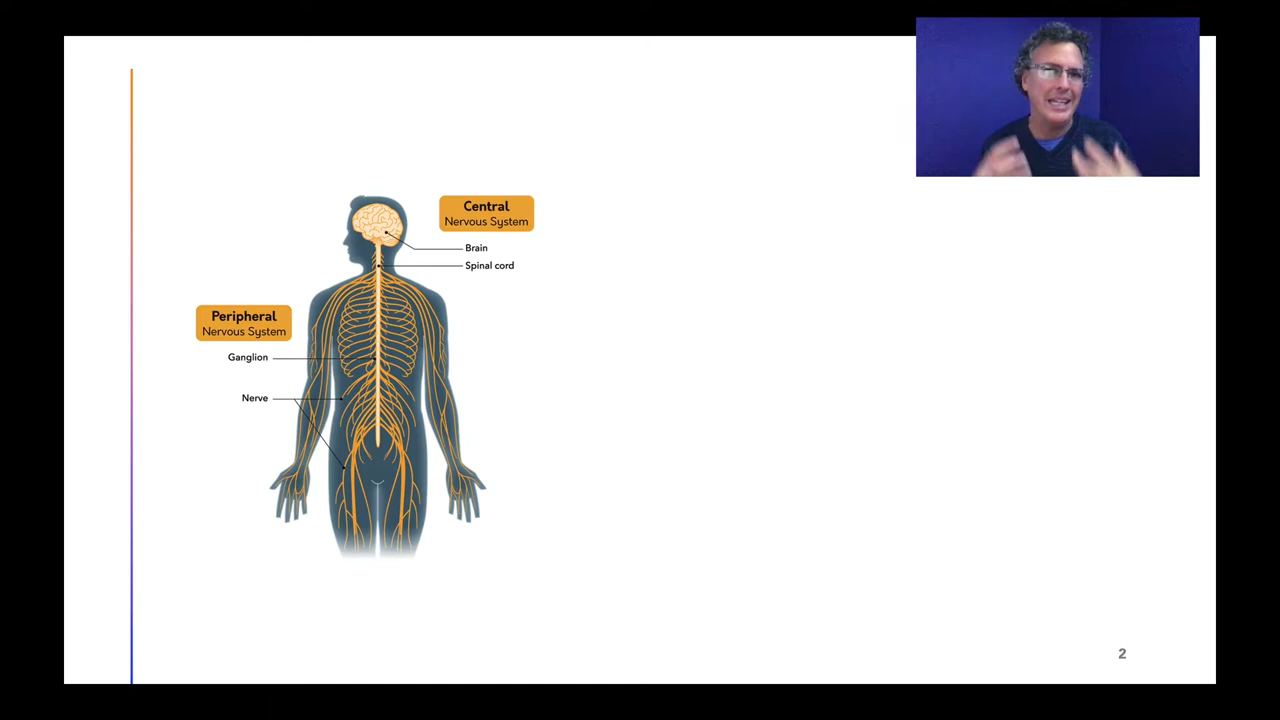 Central
Nervous System
Brain
Spinal cord
Peripheral
Nervous System
Ganglion
Nerve
2